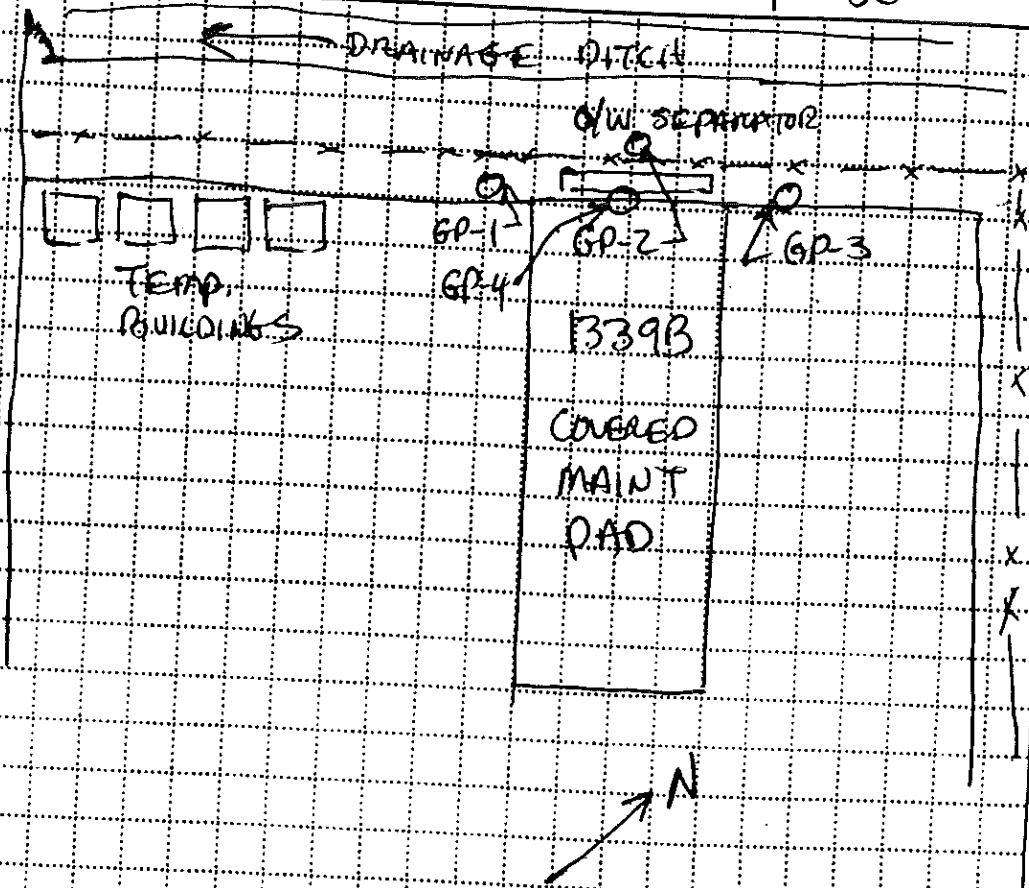 DRAINAGE DITCH
O/W SEPARATOR
GP-1
GP-2
GP-3
GP-4
TEMP.
BUILDINGS
1339B
COVERED
MAINT
PAD
N